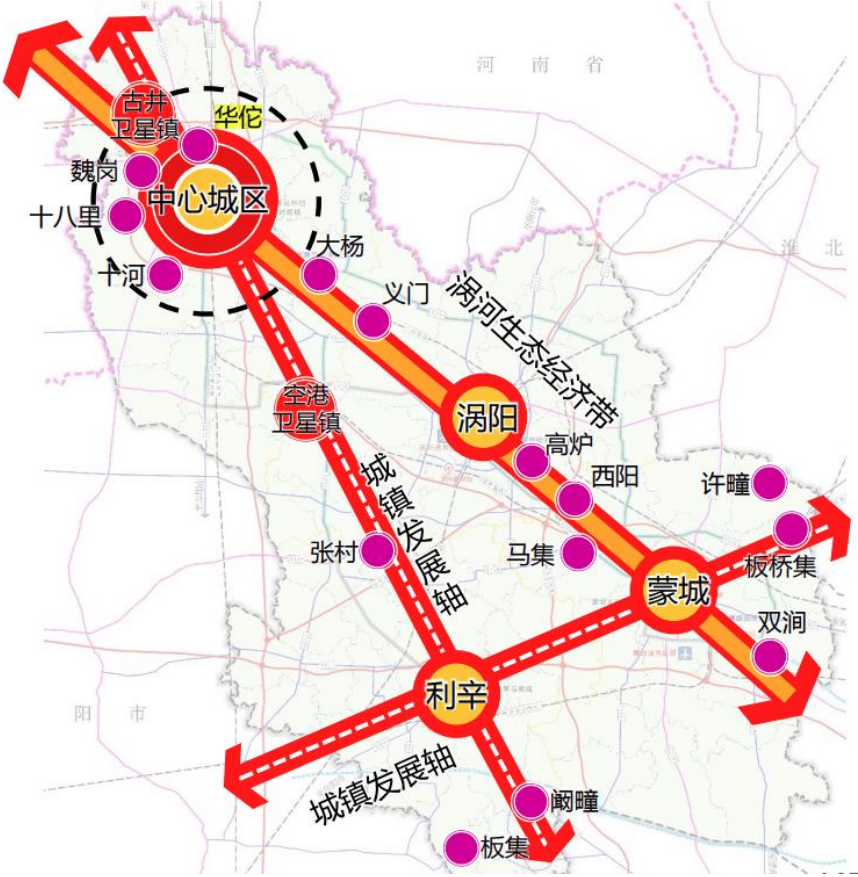 河南省
古井
卫星镇
华佗
魏岗
中心城区
十八里
十河
大杨
淮北
义门
涡河生态经济带
空港
卫星镇
涡阳
高炉
城镇发展轴
西阳
许疃
张村
马集
板桥集
蒙城
双涧
利辛
阳市
城镇发展轴
阚疃
板集